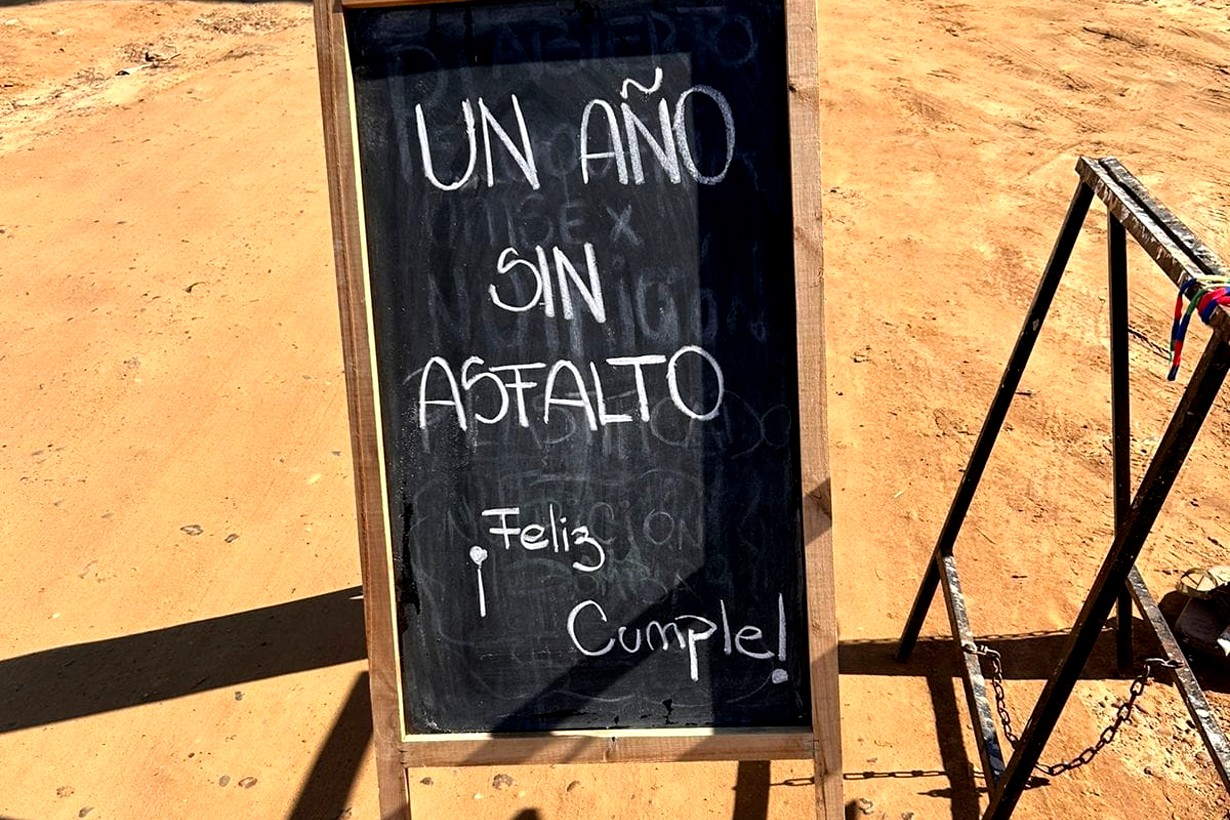 UN AÑO
SIN
ASFALTO
¡Feliz
Cumple!